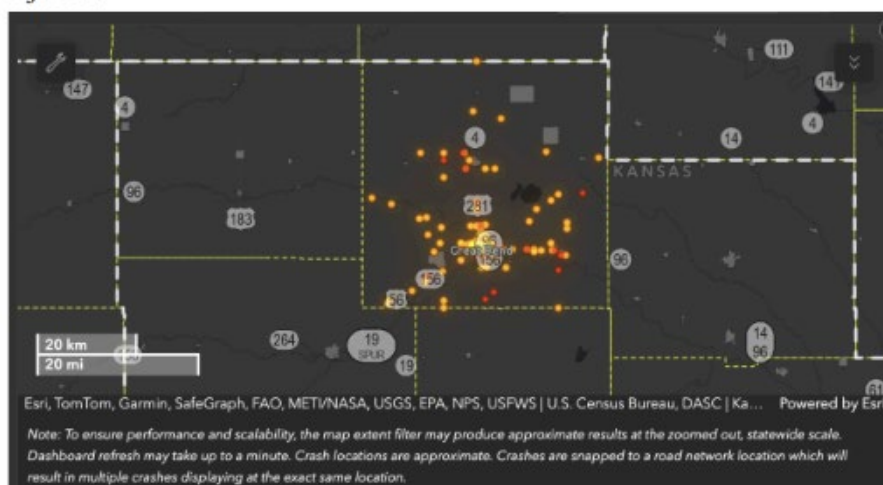 147
4
111
141
4
14
4
KANSAS
96
183
281
Great Bend
156
96
156
56
20 km
20 mi
264
19
SPUR
19
14
96
61
Esri, TomTom, Garmin, SafeGraph, FAO, METI/NASA, USGS, EPA, NPS, USFWS | U.S. Census Bureau, DASC | Ka... Powered by Esri
Note: To ensure performance and scalability, the map extent filter may produce approximate results at the zoomed out, statewide scale.
Dashboard refresh may take up to a minute. Crash locations are approximate. Crashes are snapped to a road network location which will
result in multiple crashes displaying at the exact same location.